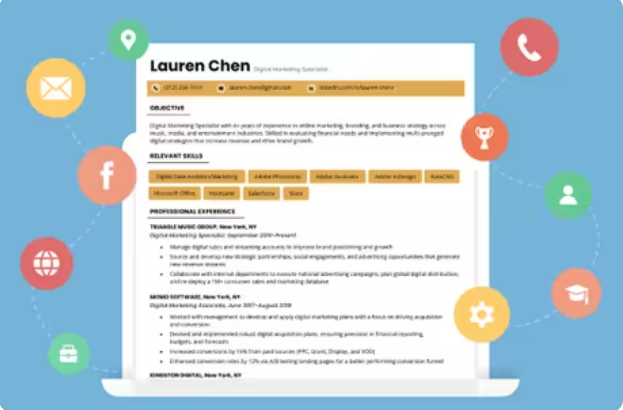 Lauren Chen Digital Marketing Specialist
(212) 256-1414 lauren.chen@gmail.com linkedin.com/in/lauren-chen/
OBJECTIVE
Digital Marketing Specialist with 6+ years of experience in online marketing, branding, and business strategy across
music, media, and entertainment industries. Skilled in evaluating financial needs and implementing multi-pronged
digital strategies that increase revenue and drive brand growth.
RELEVANT SKILLS
Digital Data Analytics/Marketing Adobe Photoshop Adobe Illustrator Adobe InDesign
Microsoft Office Hootsuite Salesforce Slack
PROFESSIONAL EXPERIENCE
TRIANGLE MUSIC GROUP, New York, NY
Digital Marketing Specialist, September 2018–Present
Manage digital sales and streaming accounts to improve brand positioning and growth
Source and develop new strategic partnerships, social engagements, and advertising opportunities that generate
new revenue streams
Collaborate with internal departments to execute national advertising campaigns, plan global digital distribution,
and employ a 150+ consumer sales and marketing database
MOMO SOFTWARE, New York, NY
Digital Marketing Associate, June 2007–August 2018
Worked with management to develop and apply digital marketing plans with a focus on driving acquisition
and conversion
Devised and implemented robust digital acquisition plans, ensuring precision in financial reporting,
budgets, and forecasts
Increased conversions by 14% from paid sources (PPC, Grant, Display, and VOD)
Enhanced conversion rates by 12% via A/B testing landing pages for a better performing conversion funnel
KINGSTON DIGITAL, New York, NY